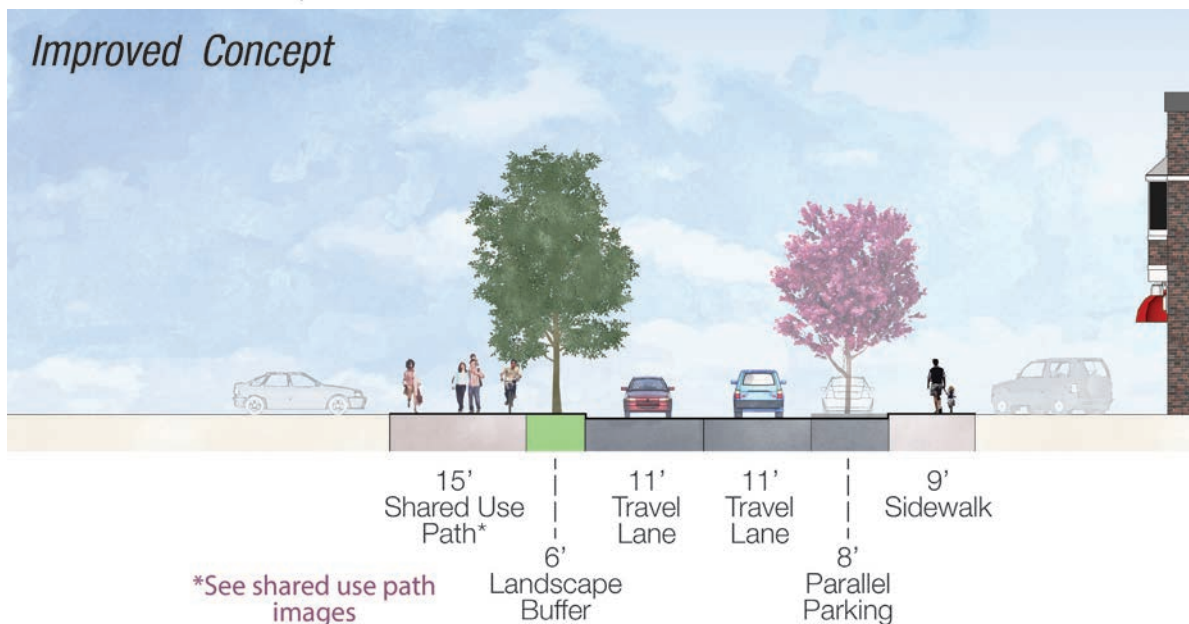 Improved Concept
15'
Shared Use
Path*
6'
Landscape
Buffer
11'
Travel
Lane
11'
Travel
Lane
8'
Parallel
Parking
9'
Sidewalk
*See shared use path
images